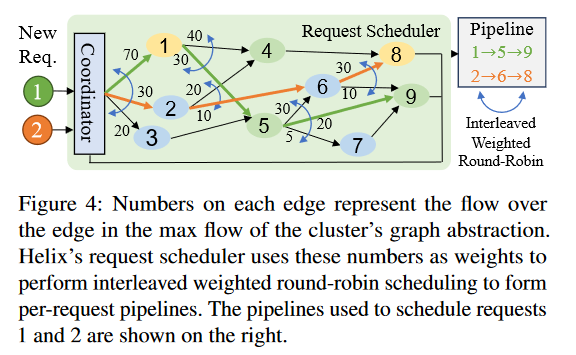 New
Req.
1
2
Coordinator
Request Scheduler
70
30
20
1
2
3
40
30
20
10
4
5
30
5
20
6
7
30
10
8
9
Pipeline
1→5→9
2→6→8
Interleaved
Weighted
Round-Robin
Figure 4: Numbers on each edge represent the flow over
the edge in the max flow of the cluster's graph abstraction.
Helix's request scheduler uses these numbers as weights to
perform interleaved weighted round-robin scheduling to form
per-request pipelines. The pipelines used to schedule requests
1 and 2 are shown on the right.